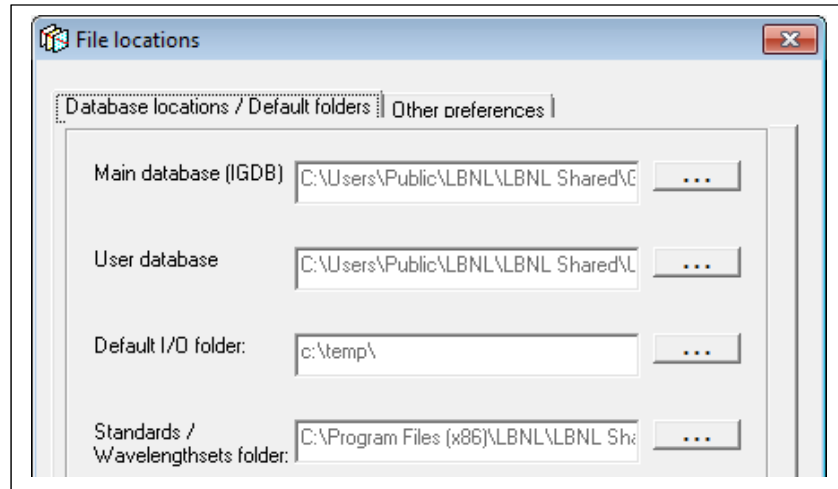 File locations
Database locations / Default folders Other preferences
Main database (IGDB) C:\Users\Public\LBNL\LBNL Shared\G
...
User database C:\Users\Public\LBNL\LBNL Shared\L
...
Default I/O folder: c:\temp\
...
Standards /
Wavelengthsets folder: C:\Program Files (x86)\LBNL\LBNL Sha
...